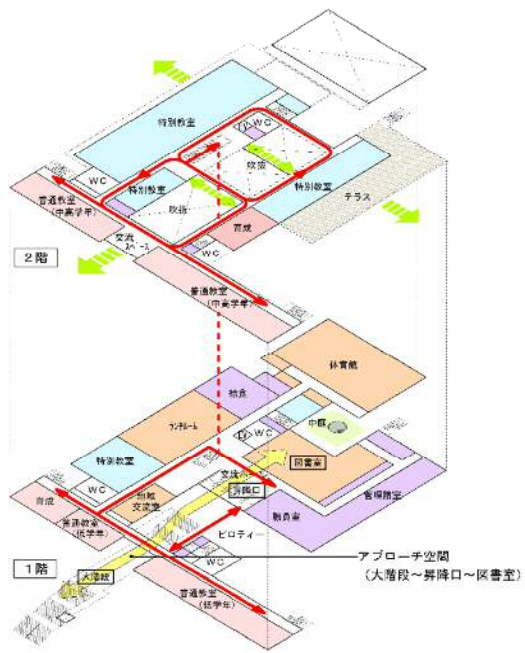 特別教室
WC
EV
吹抜
WC
特別教室
特別教室
テラス
普通教室
(中高学年)
吹抜
育成
交流
スペース
WC
2階
普通教室
(中高学年)
体育館
給食
ランチルーム
中庭
WC
EV
図書室
特別教室
交流
昇降口
WC
管理諸室
育成
地域
交流室
職員室
普通教室
(低学年)
ピロティー
1階
WC
アプローチ空間
(大階段~昇降口~図書室)
大階段
普通教室
(低学年)